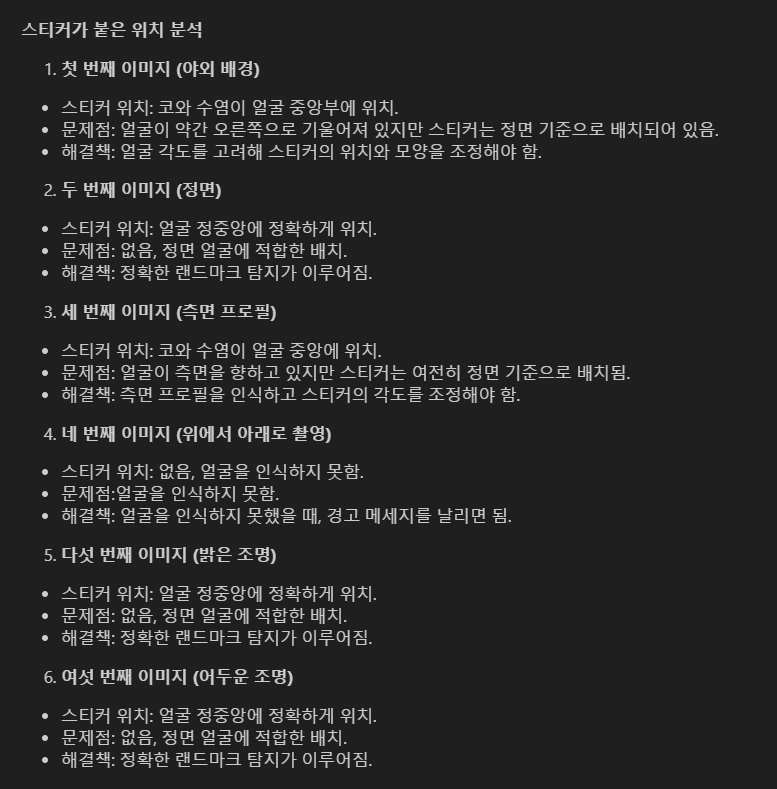 스티커가 붙은 위치 분석
1. 첫 번째 이미지 (야외 배경)
• 스티커 위치: 코와 수염이 얼굴 중앙부에 위치.
• 문제점: 얼굴이 약간 오른쪽으로 기울어져 있지만 스티커는 정면 기준으로 배치되어 있음.
• 해결책: 얼굴 각도를 고려해 스티커의 위치와 모양을 조정해야 함.
2. 두 번째 이미지 (정면)
• 스티커 위치: 얼굴 정중앙에 정확하게 위치.
• 문제점: 없음, 정면 얼굴에 적합한 배치.
• 해결책: 정확한 랜드마크 탐지가 이루어짐.
3. 세 번째 이미지 (측면 프로필)
• 스티커 위치: 코와 수염이 얼굴 중앙에 위치.
• 문제점: 얼굴이 측면을 향하고 있지만 스티커는 여전히 정면 기준으로 배치됨.
• 해결책: 측면 프로필을 인식하고 스티커의 각도를 조정해야 함.
4. 네 번째 이미지 (위에서 아래로 촬영)
• 스티커 위치: 없음, 얼굴을 인식하지 못함.
• 문제점:얼굴을 인식하지 못함.
• 해결책: 얼굴을 인식하지 못했을 때, 경고 메세지를 날리면 됨.
5. 다섯 번째 이미지 (밝은 조명)
• 스티커 위치: 얼굴 정중앙에 정확하게 위치.
• 문제점: 없음, 정면 얼굴에 적합한 배치.
• 해결책: 정확한 랜드마크 탐지가 이루어짐.
6. 여섯 번째 이미지 (어두운 조명)
• 스티커 위치: 얼굴 정중앙에 정확하게 위치.
• 문제점: 없음, 정면 얼굴에 적합한 배치.
• 해결책: 정확한 랜드마크 탐지가 이루어짐.